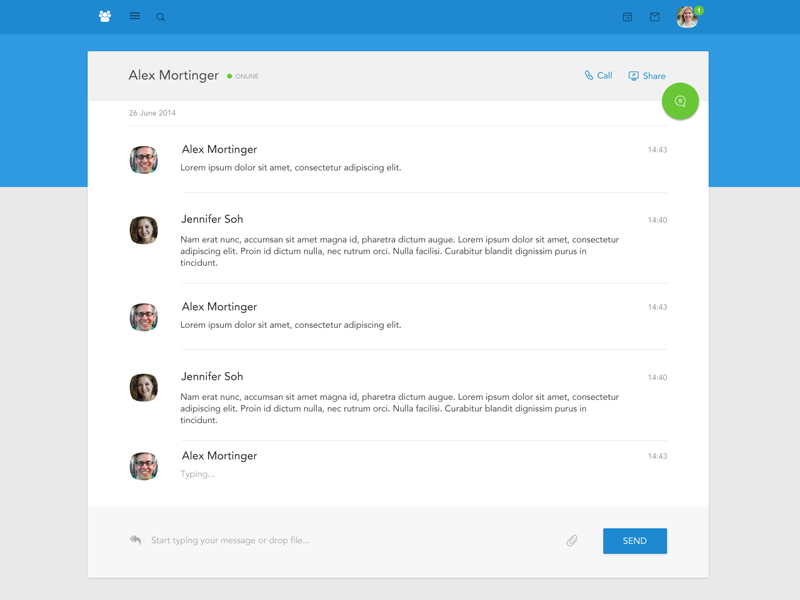 1
Alex Mortinger ONLINE Call Share
26 June 2014
Alex Mortinger 14:43
Lorem ipsum dolor sit amet, consectetur adipiscing elit.
Jennifer Soh 14:40
Nam erat nunc, accumsan sit amet magna id, pharetra dictum augue. Lorem ipsum dolor sit amet, consectetur
adipiscing elit. Proin id dictum nulla, nec rutrum orci. Nulla facilisi. Curabitur blandit dignissim purus in
tincidunt.
Alex Mortinger 14:43
Lorem ipsum dolor sit amet, consectetur adipiscing elit.
Jennifer Soh 14:40
Nam erat nunc, accumsan sit amet magna id, pharetra dictum augue. Lorem ipsum dolor sit amet, consectetur
adipiscing elit. Proin id dictum nulla, nec rutrum orci. Nulla facilisi. Curabitur blandit dignissim purus in
tincidunt.
Alex Mortinger 14:43
Typing...
Start typing your message or drop file... SEND